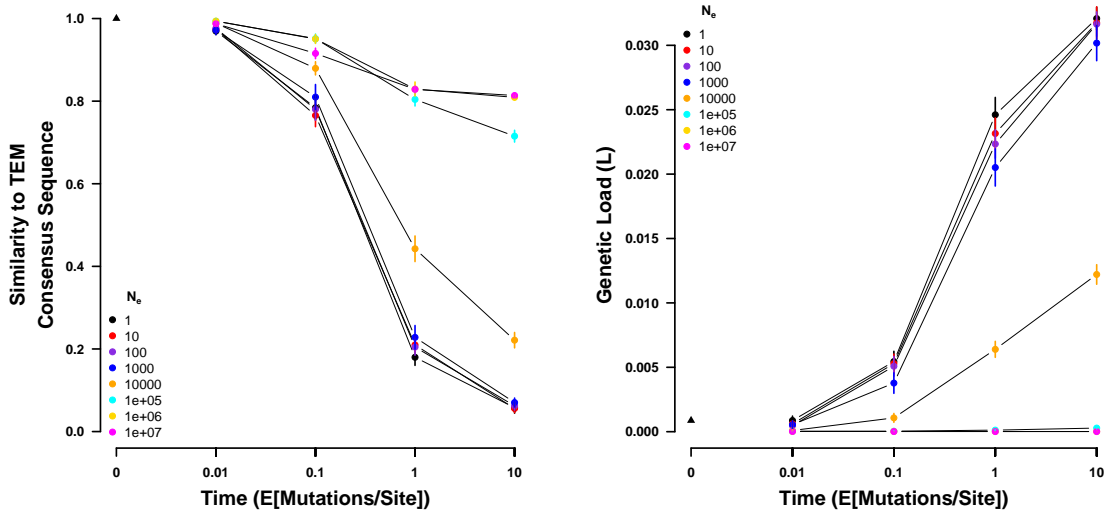 Similarity to TEM
Consensus Sequence
1.0
0.8
0.6
0.4
0.2
0.0
Ne
1
10
100
1000
10000
1e+05
1e+06
1e+07
0
0.01
0.1
1
10
Time (E[Mutations/Site])
Genetic Load (L)
0.030
0.025
0.020
0.015
0.010
0.005
0.000
Ne
1
10
100
1000
10000
1e+05
1e+06
1e+07
0
0.01
0.1
1
10
Time (E[Mutations/Site])